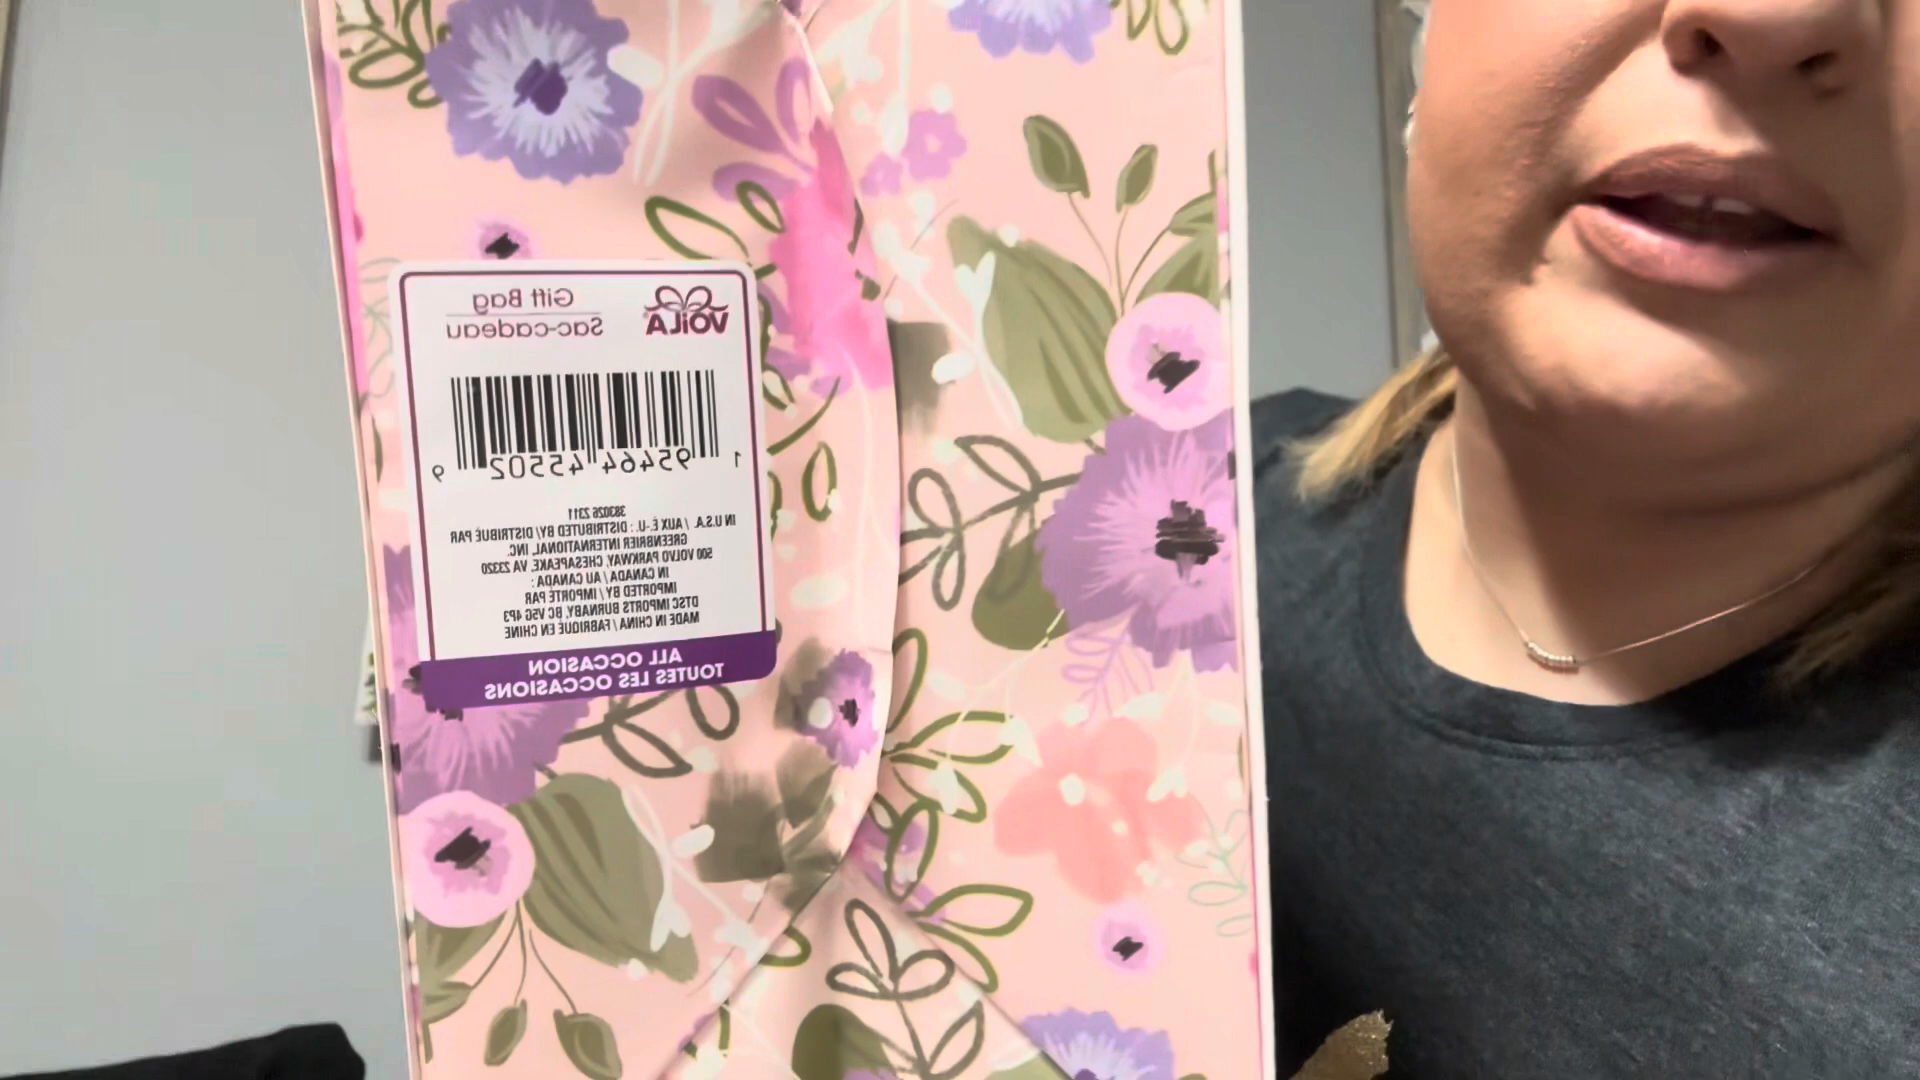 VOiLA
Gift Bag
Sac-cadeau
1 95464 45502 9
383026 2311
IN U.S.A. / AUX É.-U. : DISTRIBUTED BY/ DISTRIBUÉ PAR
GREENBRIER INTERNATIONAL, INC.
500 VOLVO PARKWAY, CHESAPEAKE, VA 23320
IN CANADA / AU CANADA :
IMPORTED BY / IMPORTÉ PAR
DTSC IMPORTS BURNABY, BC V5G 4P3
MADE IN CHINA / FABRIQUÉ EN CHINE
ALL OCCASION
TOUTES LES OCCASIONS